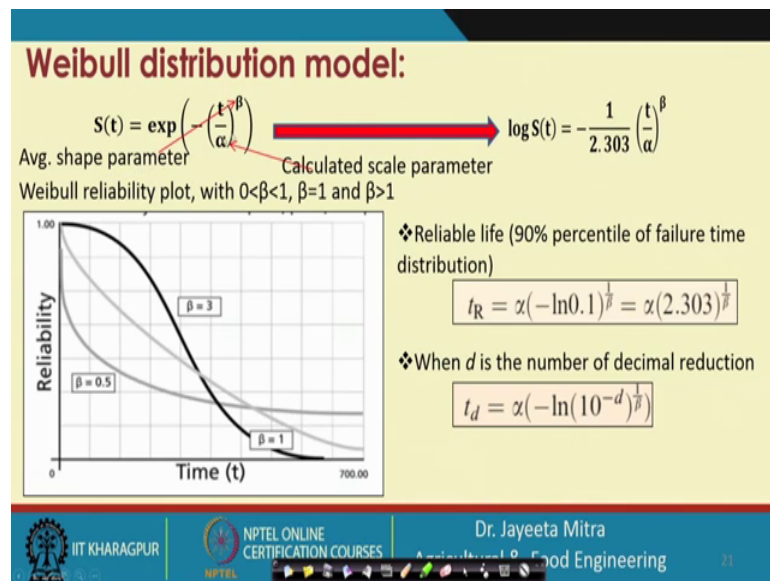 Weibull distribution model:
S(t) = exp(−(t/α)^β)
log S(t) = −1/2.303 (t/α)^β
Avg. shape parameter
Calculated scale parameter
Weibull reliability plot, with 0<β<1, β=1 and β>1
1.00
Reliability
β = 3
β = 0.5
β = 1
0
Time (t)
700.00
❖Reliable life (90% percentile of failure time
distribution)
t_R = α(−ln0.1)^(1/β) = α(2.303)^(1/β)
❖When d is the number of decimal reduction
t_d = α(−ln(10^−d)^(1/β))
IIT KHARAGPUR
NPTEL
NPTEL ONLINE
CERTIFICATION COURSES
Dr. Jayeeta Mitra
Agricultural & Food Engineering
21